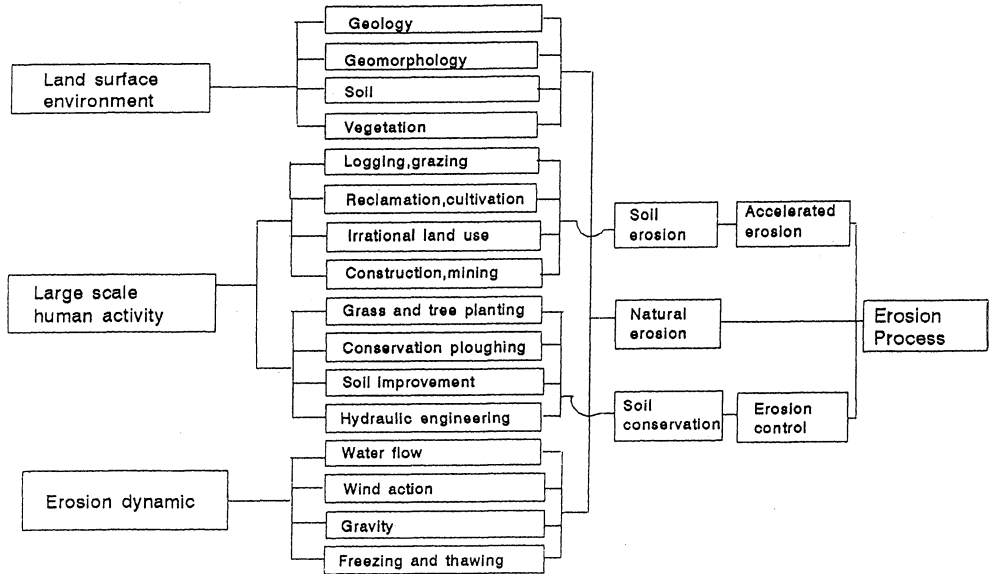 Land surface
environment
Large scale
human activity
Erosion dynamic
Geology
Geomorphology
Soil
Vegetation
Logging,grazing
Reclamation,cultivation
Irrational land use
Construction,mining
Grass and tree planting
Conservation ploughing
Soil improvement
Hydraulic engineering
Water flow
Wind action
Gravity
Freezing and thawing
Soil
erosion
Natural
erosion
Soil
conservation
Accelerated
erosion
Erosion
control
Erosion
Process